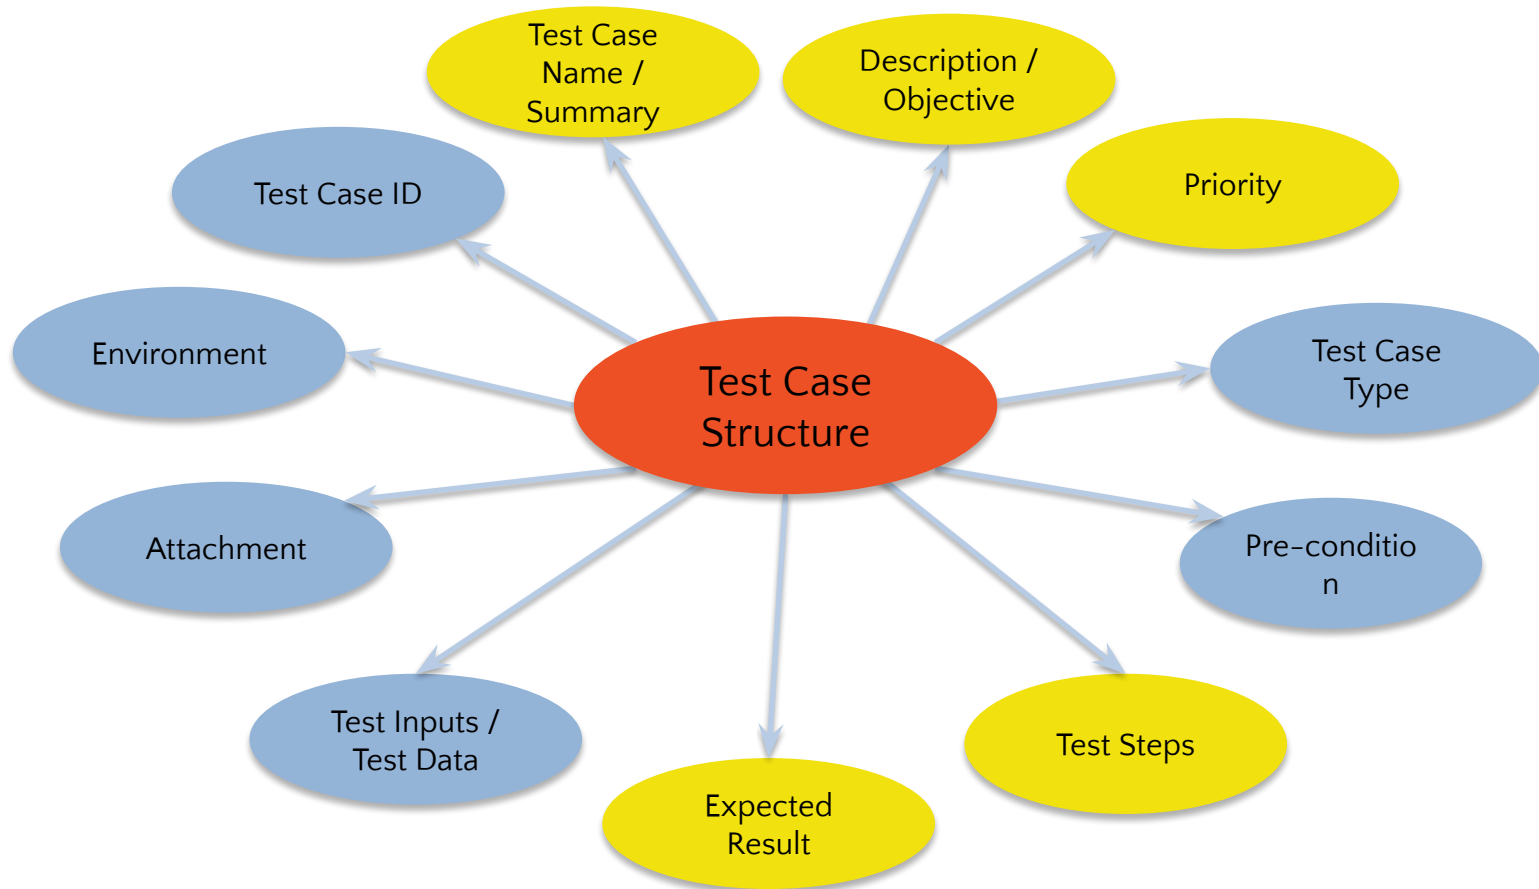 Test Case
Name /
Summary
Description /
Objective
Priority
Test Case ID
Environment
Test Case
Type
Test Case
Structure
Attachment
Pre-conditio
n
Test Inputs /
Test Data
Test Steps
Expected
Result